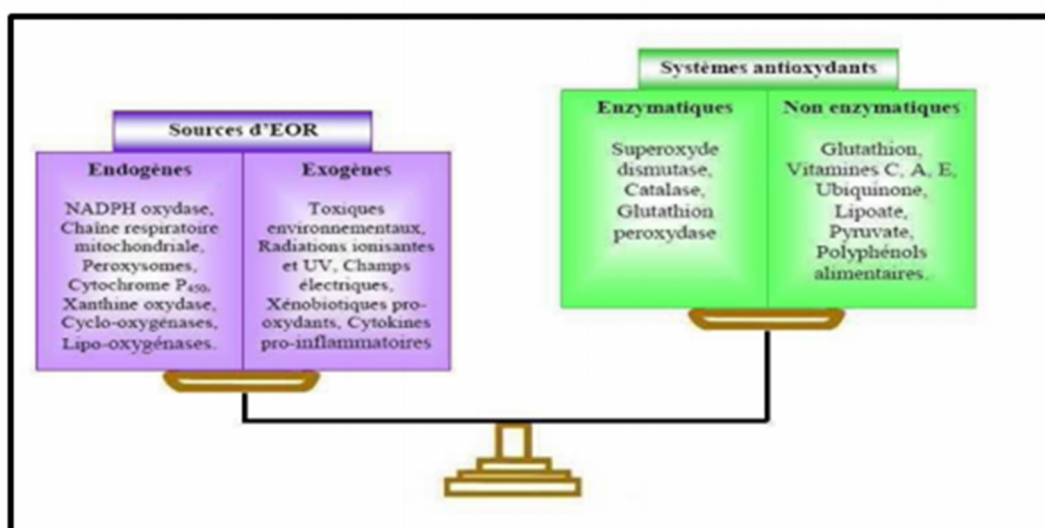 Sources d'EOR
Endogènes
NADPH oxydase,
Chaîne respiratoire
mitochondriale,
Peroxysomes,
Cytochrome P₄₅₀,
Xanthine oxydase,
Cyclo-oxygénases,
Lipo-oxygénases.
Exogènes
Toxiques
environnementaux,
Radiations ionisantes
et UV, Champs
électriques,
Xénobiotiques pro-
oxydants, Cytokines
pro-inflammatoires
Systèmes antioxydants
Enzymatiques
Superoxyde
dismutase,
Catalase,
Glutathion
peroxydase
Non enzymatiques
Glutathion,
Vitamines C, A, E,
Ubiquinone,
Lipoate,
Pyruvate,
Polyphénols
alimentaires.